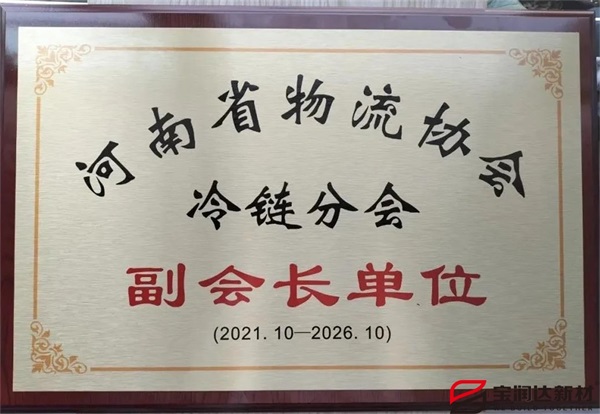 河南省物流协会
冷链分会
副会长单位
(2021.10—2026.10)
宝润达新材